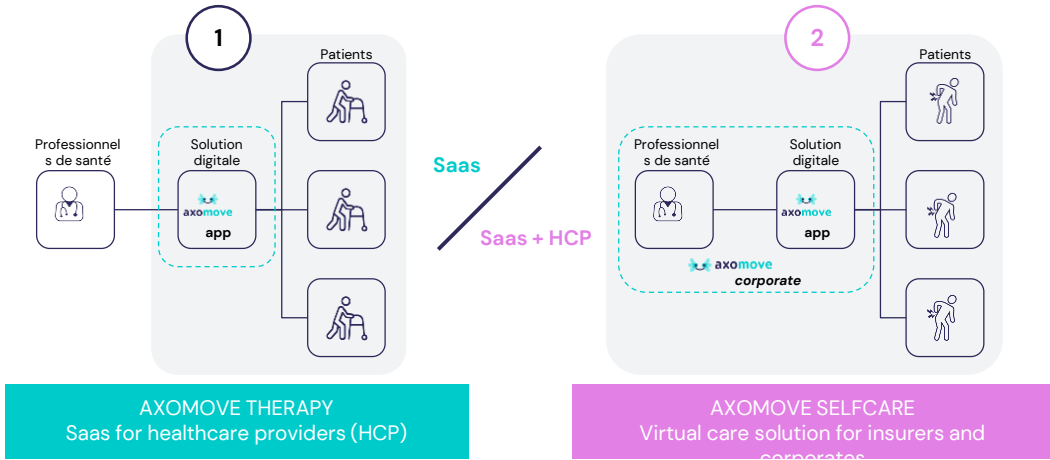 1
Patients
Professionnel
s de santé
Solution
digitale
axomove
app
Saas
Saas + HCP
2
Patients
Professionnel
s de santé
Solution
digitale
axomove
app
axomove
corporate
AXOMOVE THERAPY
Saas for healthcare providers (HCP)
AXOMOVE SELFCARE
Virtual care solution for insurers and
corporates